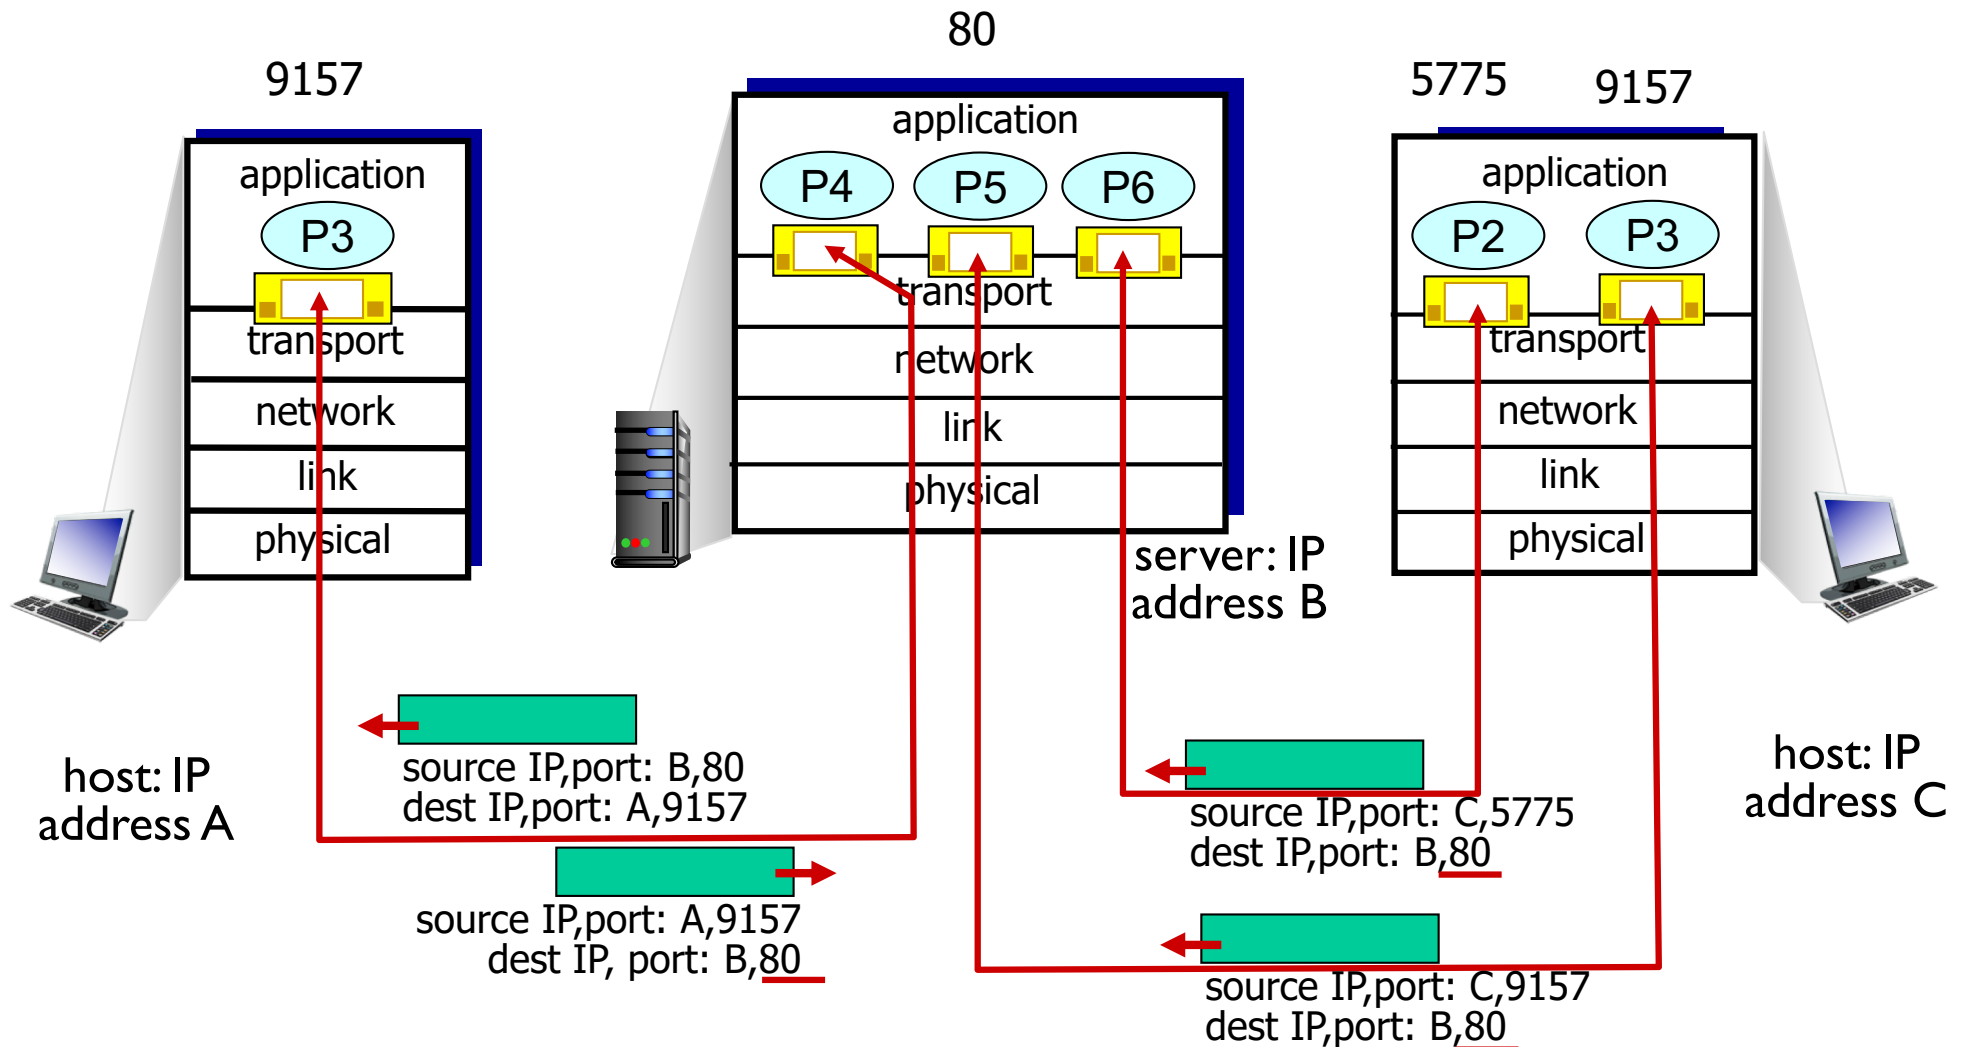 80
9157
5775
9157
application
P3
transport
network
link
physical
application
P4
P5
P6
transport
network
link
physical
application
P2
P3
transport
network
link
physical
server: IP
address B
host: IP
address A
source IP,port: B,80
dest IP,port: A,9157
source IP,port: A,9157
dest IP, port: B,80
source IP,port: C,5775
dest IP,port: B,80
source IP,port: C,9157
dest IP,port: B,80
host: IP
address C